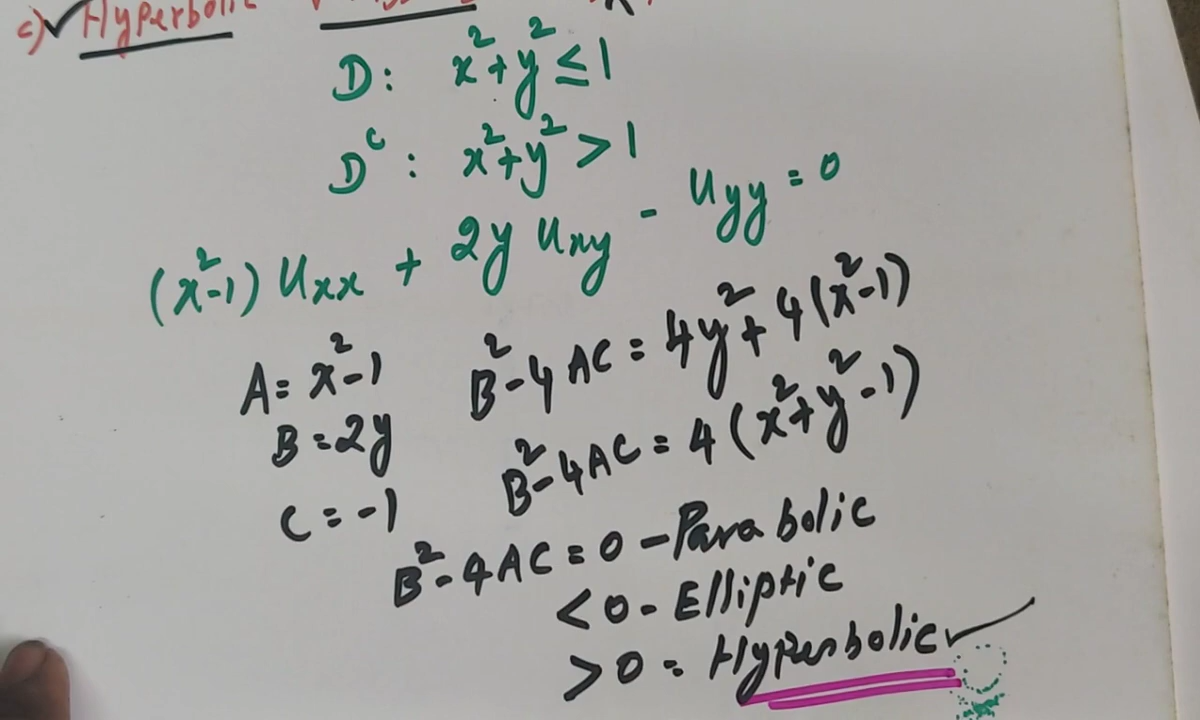 c) ✓ Hyperbolic
D: x²+y² ≤ 1
Dᶜ: x²+y² > 1
(x²-1) Uxx + 2y Uxy - Uyy = 0
A = x²-1
B²-4AC = 4y²+4(x²-1)
B = 2y
B²-4AC = 4(x²+y²-1)
C = -1
B²-4AC = 0 - Parabolic
< 0 - Elliptic
> 0 = Hyperbolic ✓